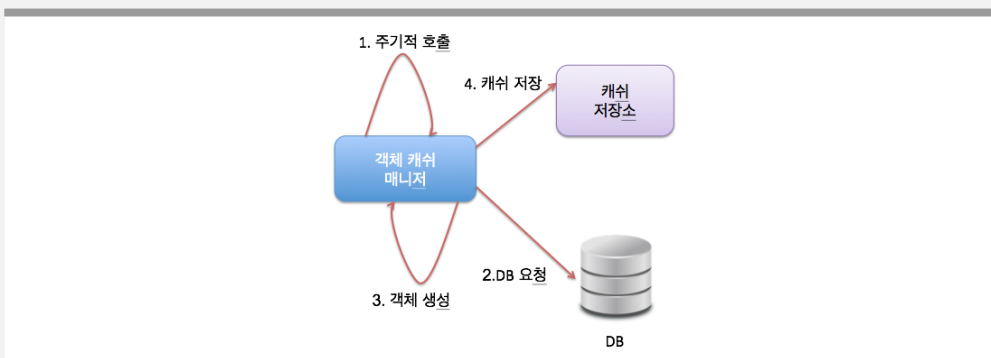 1. 주기적 호출
4. 캐쉬 저장
캐쉬
저장소
객체 캐쉬
매니저
2.DB 요청
3. 객체 생성
DB